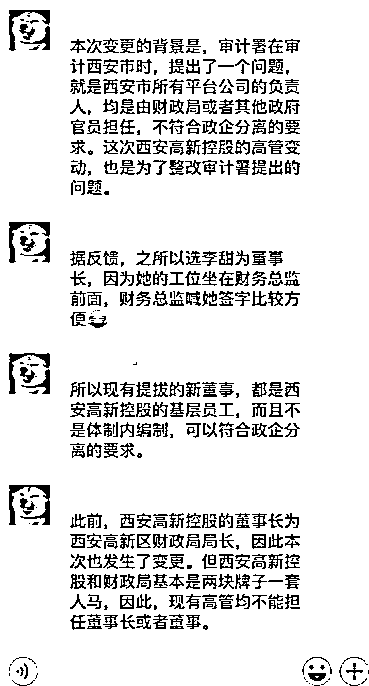 本次变更的背景是，审计署在审
计西安市时，提出了一个问题，
就是西安市所有平台公司的负责
人，均是由财政局或者其他政府
官员担任，不符合政企分离的要
求。这次西安高新控股的高管变
动，也是为了整改审计署提出的
问题。
据反馈，之所以选李甜为董事
长，因为她的工位坐在财务总监
前面，财务总监喊她签字比较方
便
所以现有提拔的新董事，都是西
安高新控股的基层员工，而且不
是体制内编制，可以符合政企分
离的要求。
此前，西安高新控股的董事长为
西安高新区财政局局长，因此本
次也发生了变更。但西安高新控
股和财政局基本是两块牌子一套
人马，因此，现有高管均不能担
任董事长或者董事。